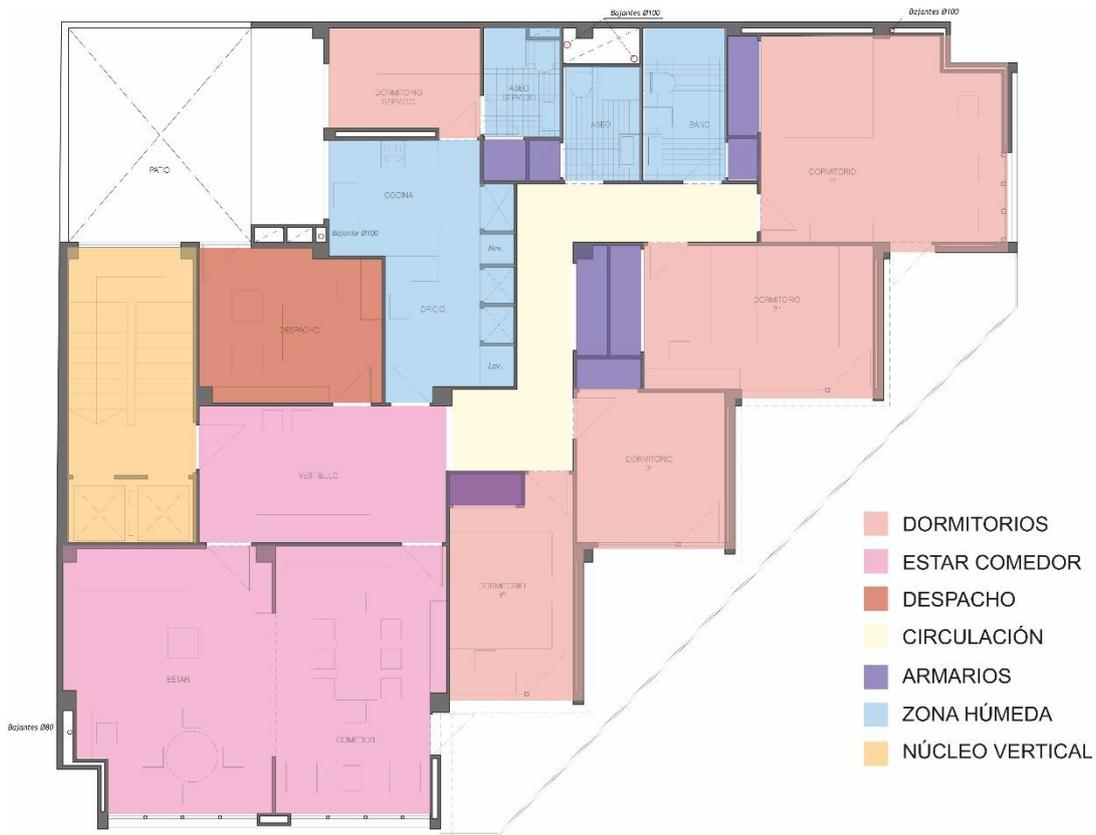 Bajantes Ø100
Bajantes Ø100
DORMITORIO
SERVICIO
ASEO
SERVICIO
ASEO
BAÑO
PATIO
COCINA
DORMITORIO
Bajante Ø100
Nev.
DORMITORIO
OFICIO
DESPACHO
Lav.
DORMITORIO
VESTÍBULO
DORMITORIOS
ESTAR COMEDOR
DESPACHO
CIRCULACIÓN
ARMARIOS
ZONA HÚMEDA
NÚCLEO VERTICAL
DORMITORIO
ESTAR
Bajantes Ø80
COMEDOR